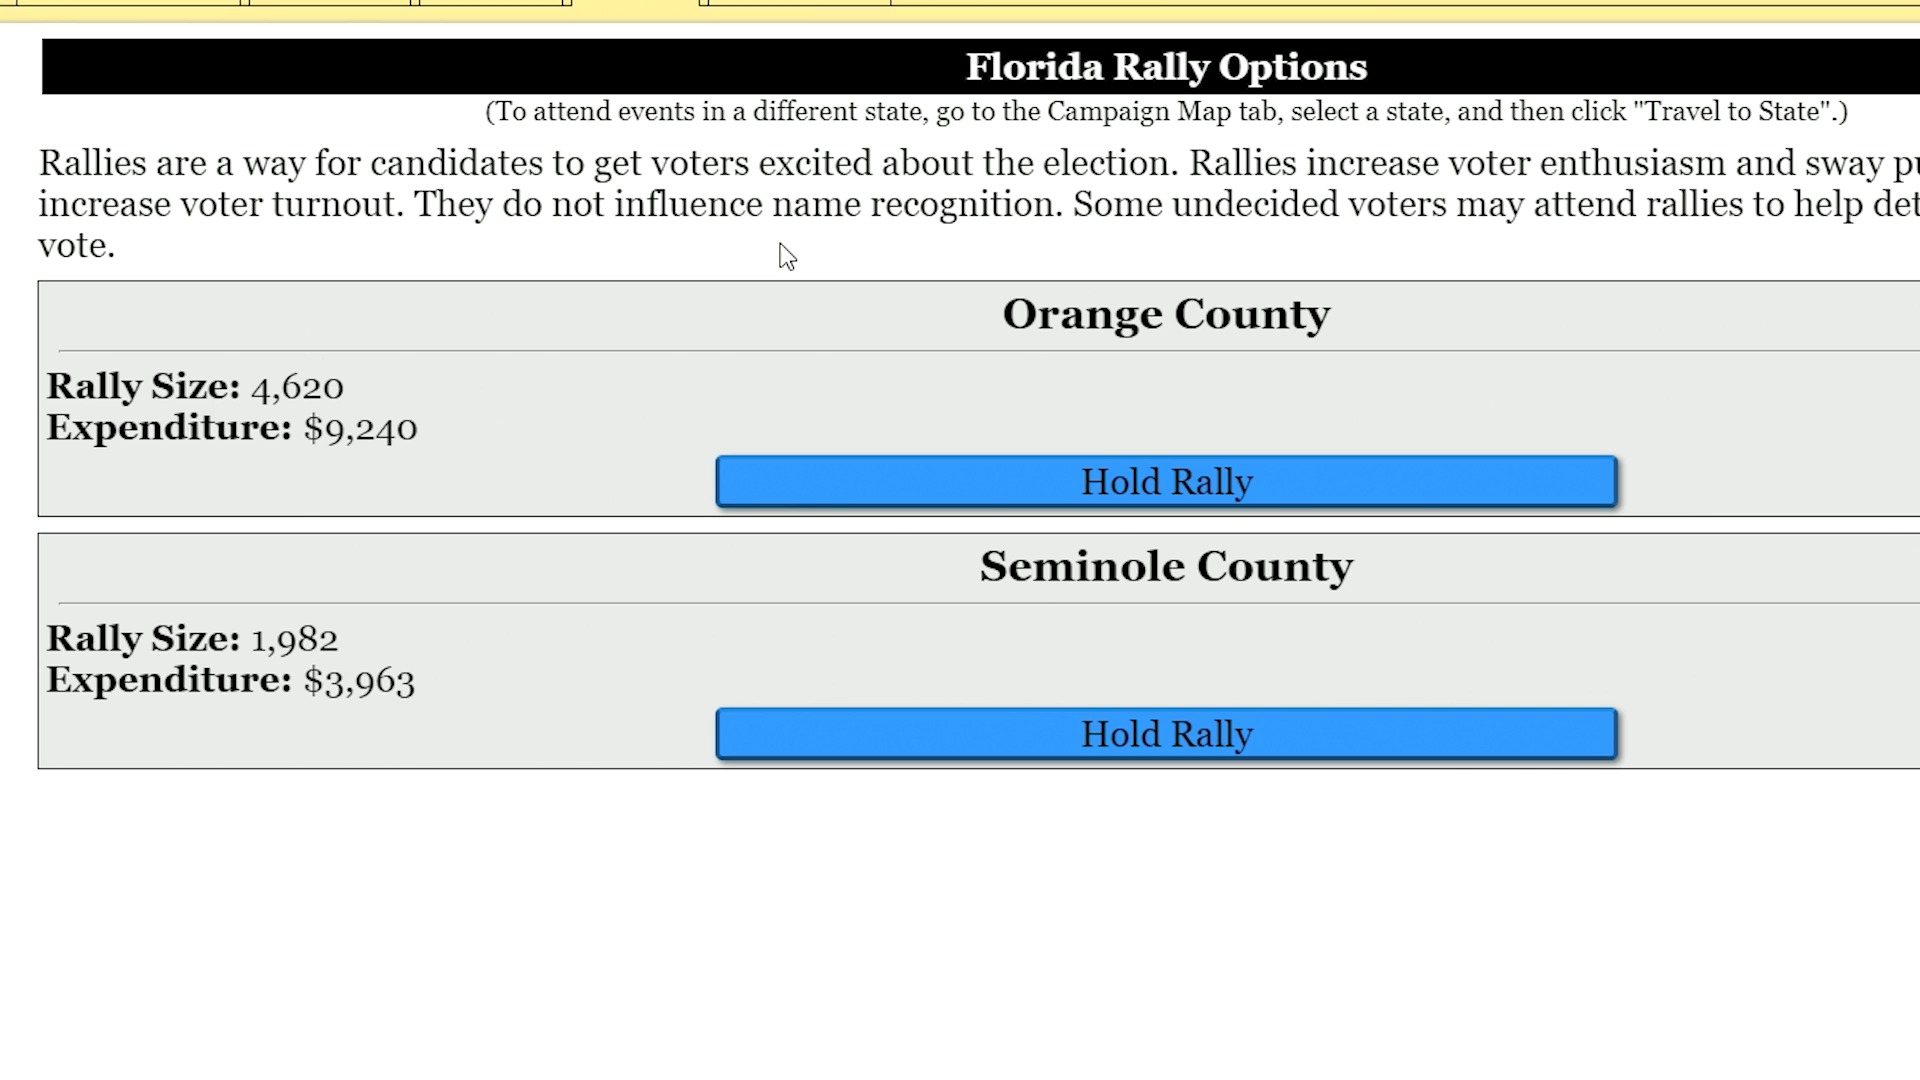 Florida Rally Options
(To attend events in a different state, go to the Campaign Map tab, select a state, and then click "Travel to State".)
Rallies are a way for candidates to get voters excited about the election. Rallies increase voter enthusiasm and sway
increase voter turnout. They do not influence name recognition. Some undecided voters may attend rallies to help
vote.
Orange County
Rally Size: 4,620
Expenditure: $9,240
Hold Rally
Seminole County
Rally Size: 1,982
Expenditure: $3,963
Hold Rally